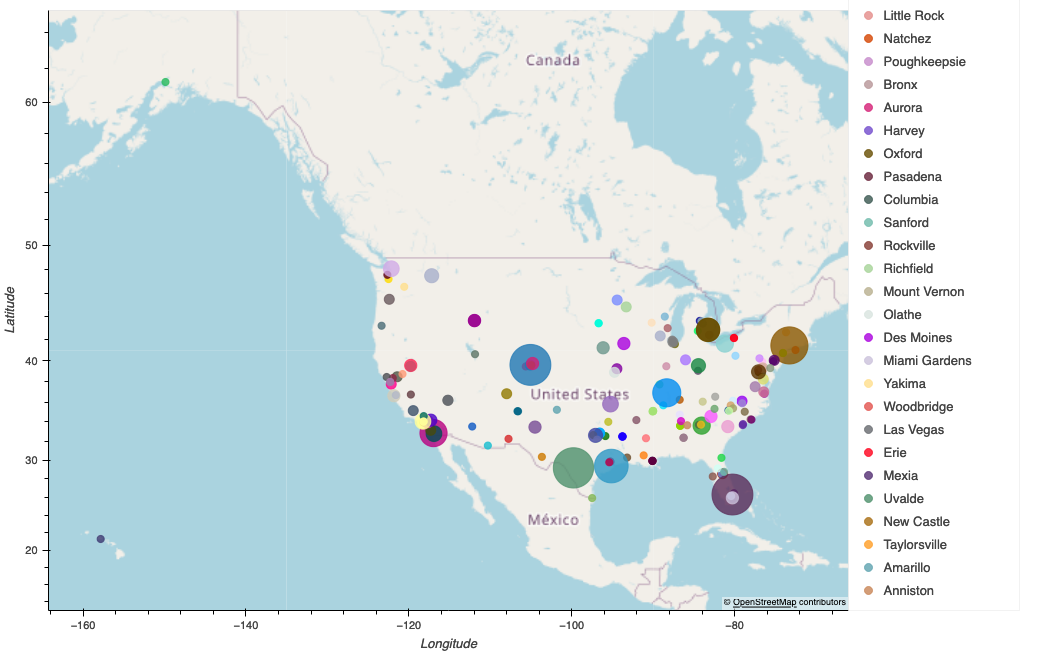 Canada
United States
México
© OpenStreetMap contributors
60
50
40
30
20
Latitude
−160
−140
−120
−100
−80
Longitude
Little Rock
Natchez
Poughkeepsie
Bronx
Aurora
Harvey
Oxford
Pasadena
Columbia
Sanford
Rockville
Richfield
Mount Vernon
Olathe
Des Moines
Miami Gardens
Yakima
Woodbridge
Las Vegas
Erie
Mexia
Uvalde
New Castle
Taylorsville
Amarillo
Anniston